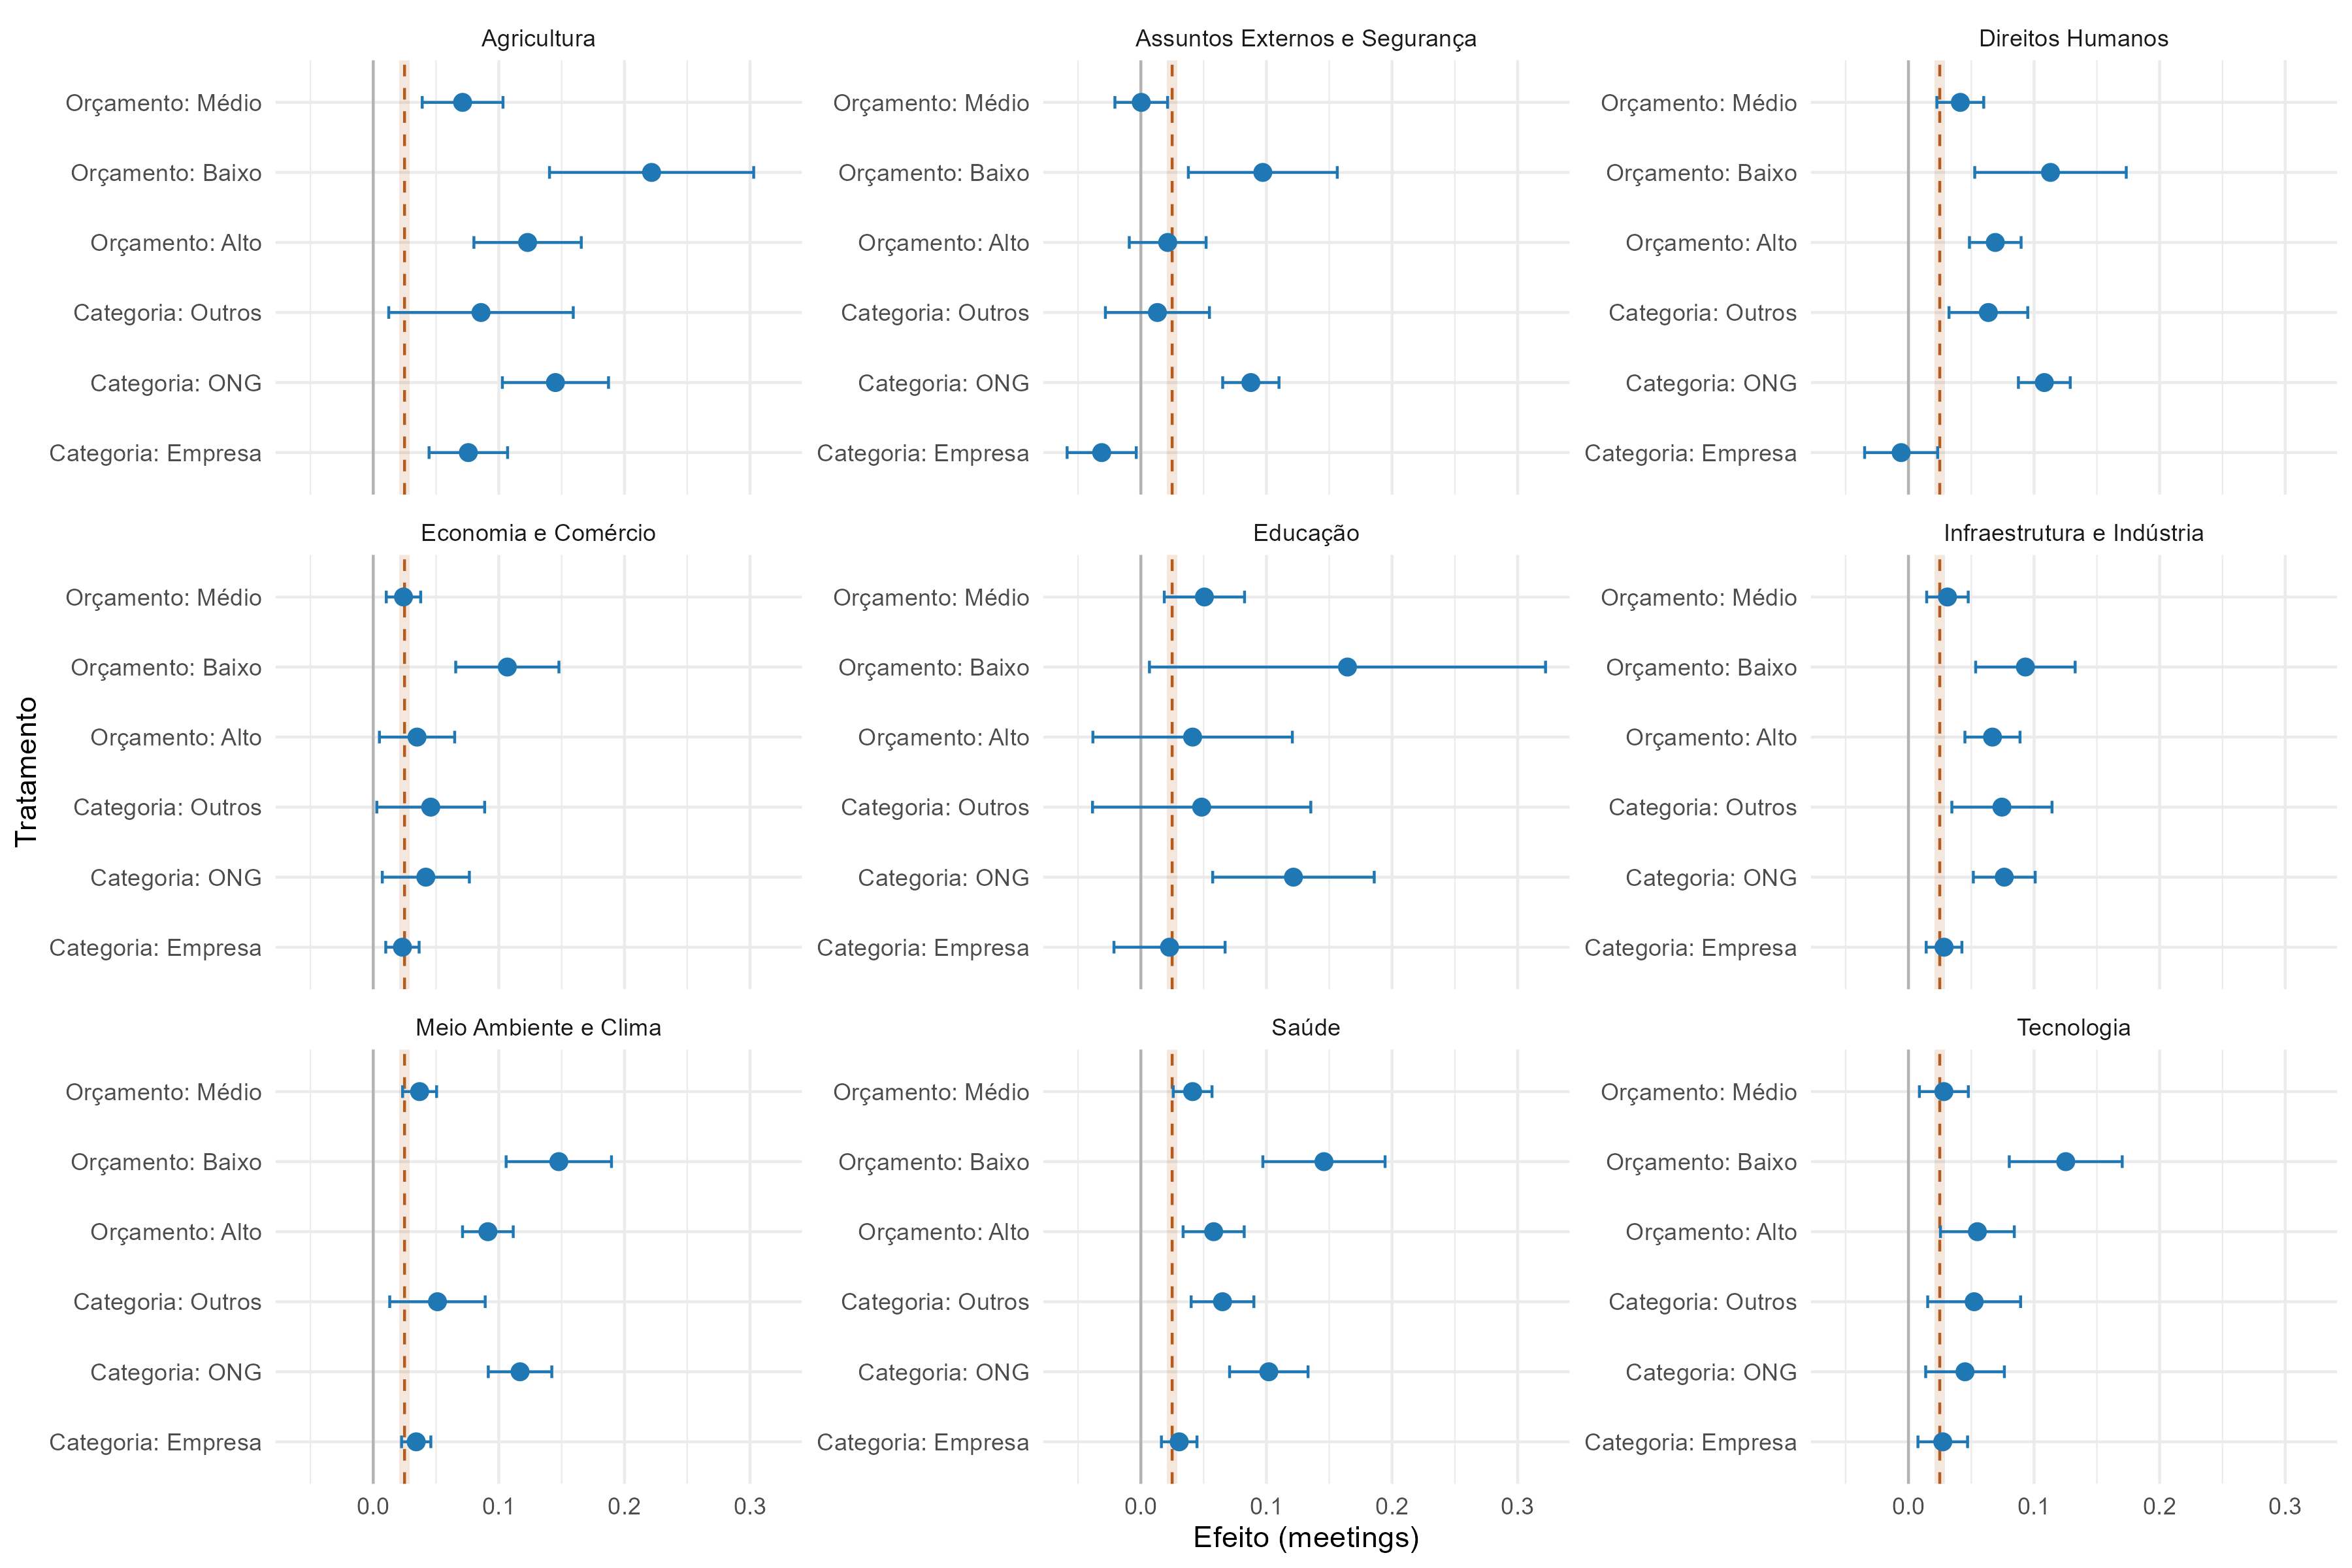 Agricultura
Assuntos Externos e Segurança
Direitos Humanos
Orçamento: Médio
Orçamento: Médio
Orçamento: Médio
Orçamento: Baixo
Orçamento: Baixo
Orçamento: Baixo
Orçamento: Alto
Orçamento: Alto
Orçamento: Alto
Categoria: Outros
Categoria: Outros
Categoria: Outros
Categoria: ONG
Categoria: ONG
Categoria: ONG
Categoria: Empresa
Categoria: Empresa
Categoria: Empresa
Economia e Comércio
Educação
Infraestrutura e Indústria
Orçamento: Médio
Orçamento: Médio
Orçamento: Médio
Orçamento: Baixo
Orçamento: Baixo
Orçamento: Baixo
Orçamento: Alto
Orçamento: Alto
Orçamento: Alto
Tratamento
Categoria: Outros
Categoria: Outros
Categoria: Outros
Categoria: ONG
Categoria: ONG
Categoria: ONG
Categoria: Empresa
Categoria: Empresa
Categoria: Empresa
Meio Ambiente e Clima
Saúde
Tecnologia
Orçamento: Médio
Orçamento: Médio
Orçamento: Médio
Orçamento: Baixo
Orçamento: Baixo
Orçamento: Baixo
Orçamento: Alto
Orçamento: Alto
Orçamento: Alto
Categoria: Outros
Categoria: Outros
Categoria: Outros
Categoria: ONG
Categoria: ONG
Categoria: ONG
Categoria: Empresa
Categoria: Empresa
Categoria: Empresa
0.0 0.1 0.2 0.3
0.0 0.1 0.2 0.3
0.0 0.1 0.2 0.3
Efeito (meetings)